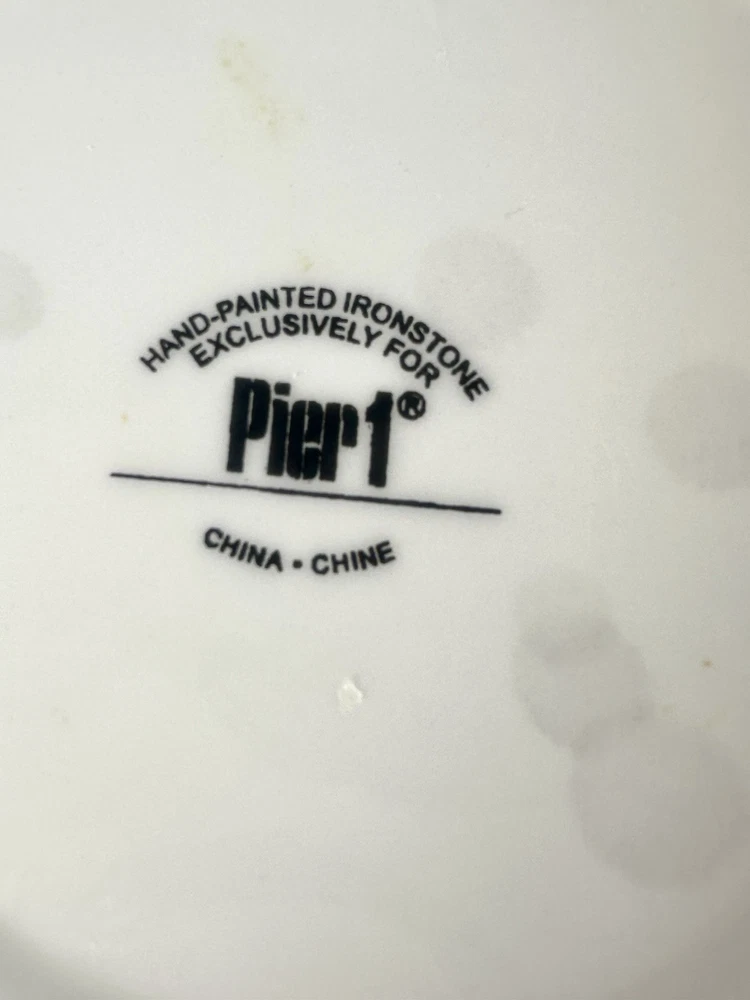 HAND-PAINTED IRONSTONE
EXCLUSIVELY FOR
Pier 1®
CHINA • CHINE